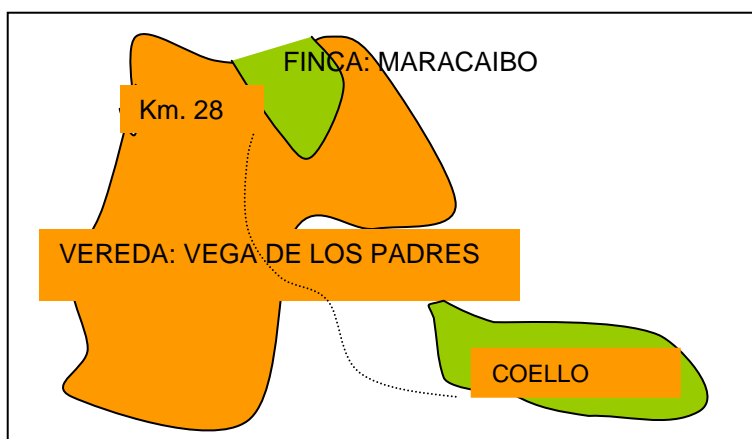 FINCA: MARACAIBO
Km. 28
VEREDA: VEGA DE LOS PADRES
COELLO